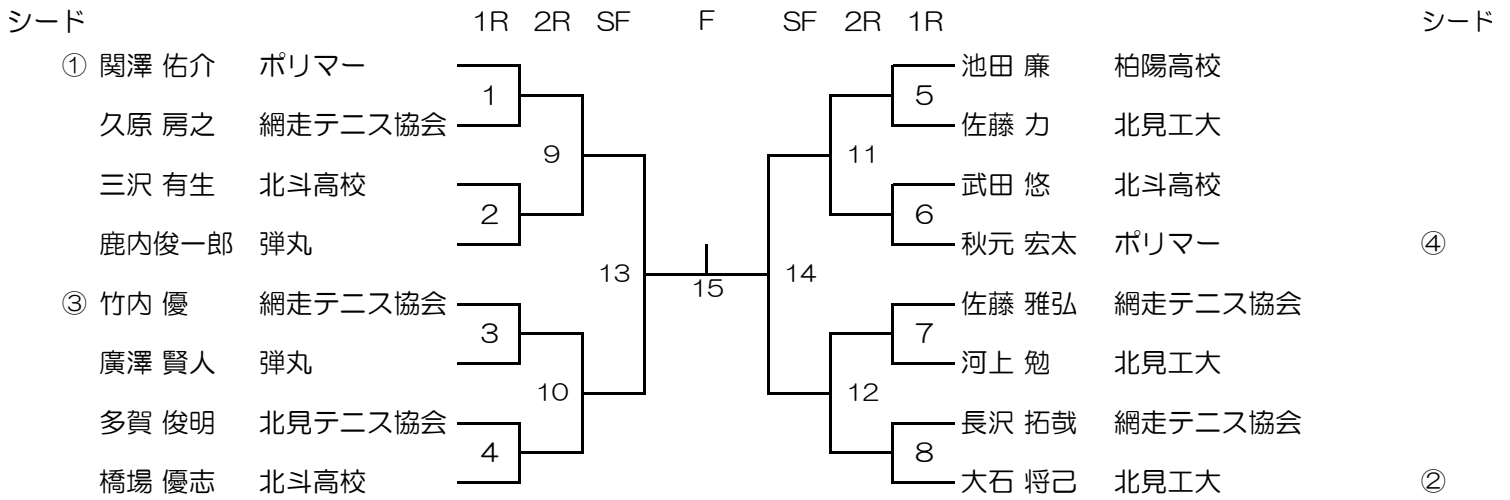 シード 1R 2R SF F SF 2R 1R シード
① 関澤 佑介 ポリマー 池田 廉 柏陽高校
1 5
久原 房之 網走テニス協会 佐藤 力 北見工大
9 11
三沢 有生 北斗高校 武田 悠 北斗高校
2 6
鹿内俊一郎 弾丸 秋元 宏太 ポリマー ④
13 14
15
③ 竹内 優 網走テニス協会 佐藤 雅弘 網走テニス協会
3 7
廣澤 賢人 弾丸 河上 勉 北見工大
10 12
多賀 俊明 北見テニス協会 長沢 拓哉 網走テニス協会
4 8
橋場 優志 北斗高校 大石 将己 北見工大 ②